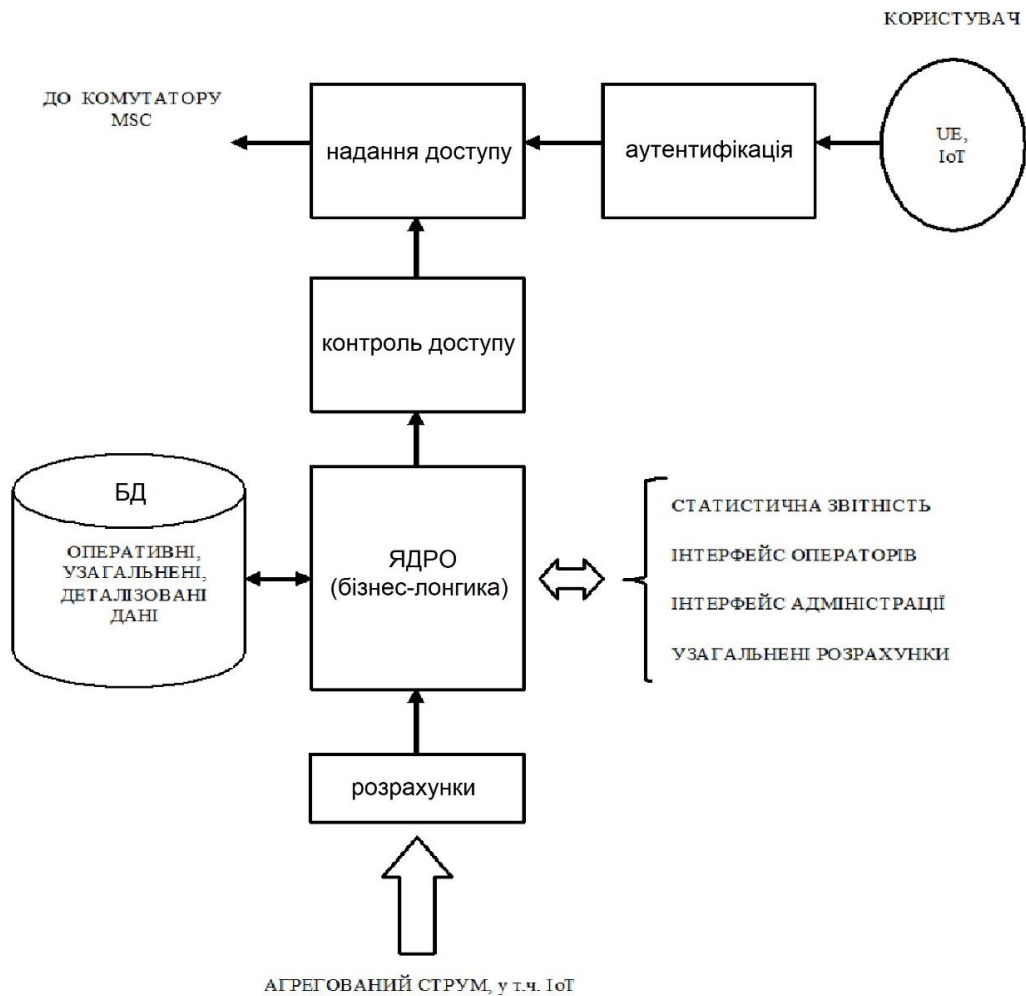 КОРИСТУВАЧ
ДО КОМУТАТОРУ
MSC
надання доступу
аутентифікація
UE,
IoT
контроль доступу
БД
ОПЕРАТИВНІ,
УЗАГАЛЬНЕНІ,
ДЕТАЛІЗОВАНІ
ДАНІ
ЯДРО
(бізнес-лонгика)
СТАТИСТИЧНА ЗВІТНІСТЬ
ІНТЕРФЕЙС ОПЕРАТОРІВ
ІНТЕРФЕЙС АДМІНІСТРАЦІЇ
УЗАГАЛЬНЕНІ РОЗРАХУНКИ
розрахунки
АГРЕГОВАНИЙ СТРУМ, у т.ч. IoT